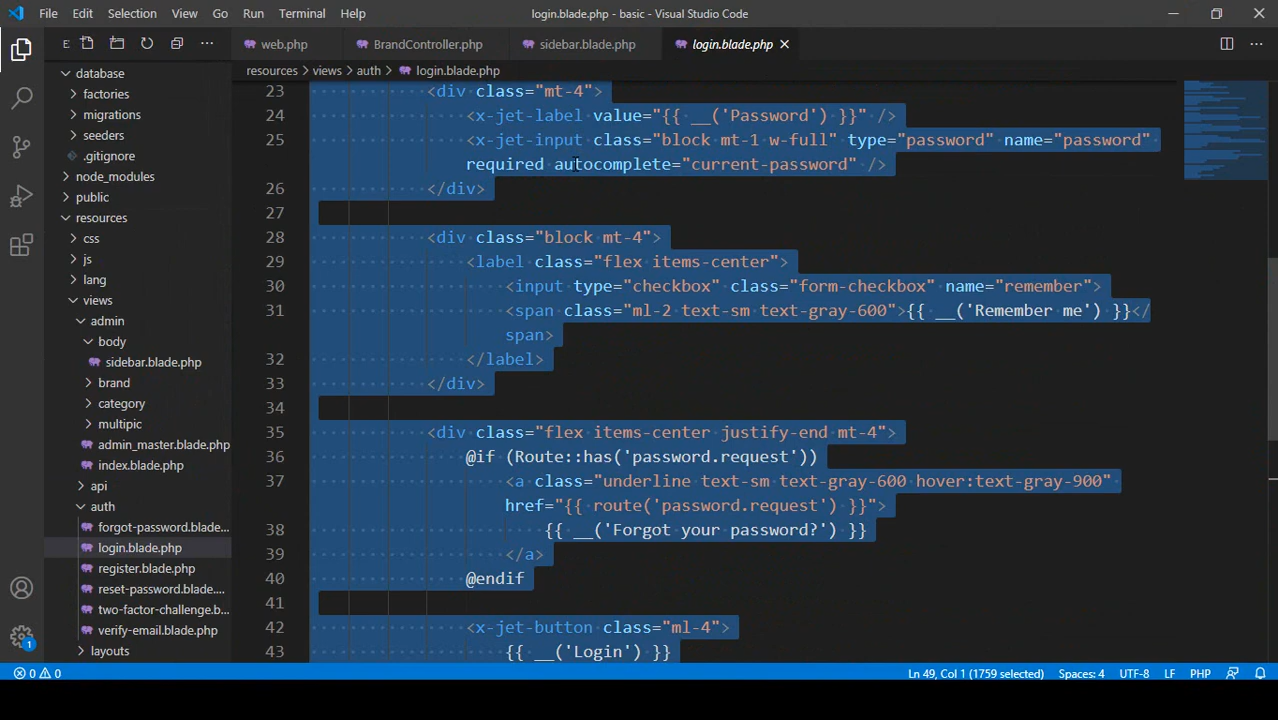 File Edit Selection View Go Run Terminal Help login.blade.php - basic - Visual Studio Code
E web.php BrandController.php sidebar.blade.php login.blade.php
resources > views > auth > login.blade.php
database
factories
migrations
seeders
.gitignore
node_modules
public
resources
css
js
lang
views
admin
body
sidebar.blade.php
brand
category
multipic
admin_master.blade.php
index.blade.php
api
auth
forgot-password.blade...
login.blade.php
register.blade.php
reset-password.blade....
two-factor-challenge.b...
verify-email.blade.php
layouts
23 <div class="mt-4">
24 <x-jet-label value="{{ __('Password') }}" />
25 <x-jet-input class="block mt-1 w-full" type="password" name="password"
required autocomplete="current-password" />
26 </div>
27
28 <div class="block mt-4">
29 <label class="flex items-center">
30 <input type="checkbox" class="form-checkbox" name="remember">
31 <span class="ml-2 text-sm text-gray-600">{{ __('Remember me') }}</
span>
32 </label>
33 </div>
34
35 <div class="flex items-center justify-end mt-4">
36 @if (Route::has('password.request'))
37 <a class="underline text-sm text-gray-600 hover:text-gray-900"
href="{{ route('password.request') }}">
38 {{ __('Forgot your password?') }}
39 </a>
40 @endif
41
42 <x-jet-button class="ml-4">
43 {{ __('Login') }}
1
0 0 Ln 49, Col 1 (1759 selected) Spaces: 4 UTF-8 LF PHP